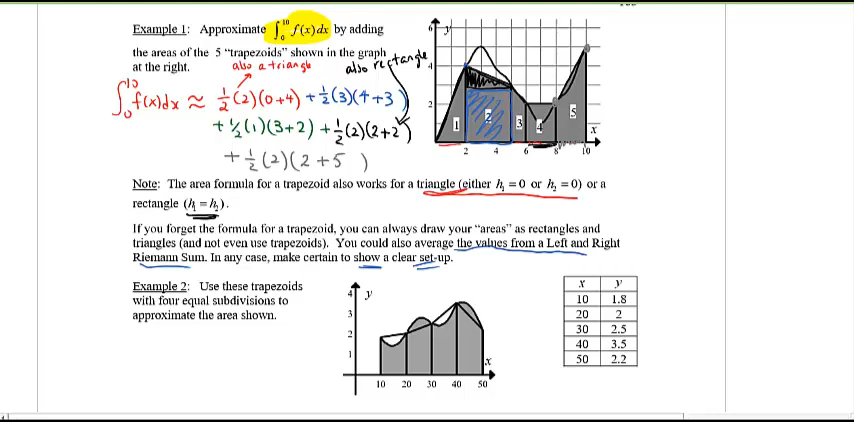 Example 1: Approximate ∫₀¹⁰ f(x)dx by adding
the areas of the 5 “trapezoids” shown in the graph
at the right.
also a triangle
also rectangle
∫₀¹⁰ f(x)dx ≈ ½(2)(0+4) + ½(3)(4+3)
+ ½(1)(3+2) + ½(2)(2+2)
+ ½(2)(2+5)
6 y
4
2
1 2 3 4 5 x
2 4 6 8 10
Note: The area formula for a trapezoid also works for a triangle (either h₁ = 0 or h₂ = 0) or a
rectangle (h₁ = h₂).
If you forget the formula for a trapezoid, you can always draw your “areas” as rectangles and
triangles (and not even use trapezoids). You could also average the values from a Left and Right
Riemann Sum. In any case, make certain to show a clear set-up.
Example 2: Use these trapezoids
with four equal subdivisions to
approximate the area shown.
4 y
3
2
1
x
10 20 30 40 50
x y
10 1.8
20 2
30 2.5
40 3.5
50 2.2